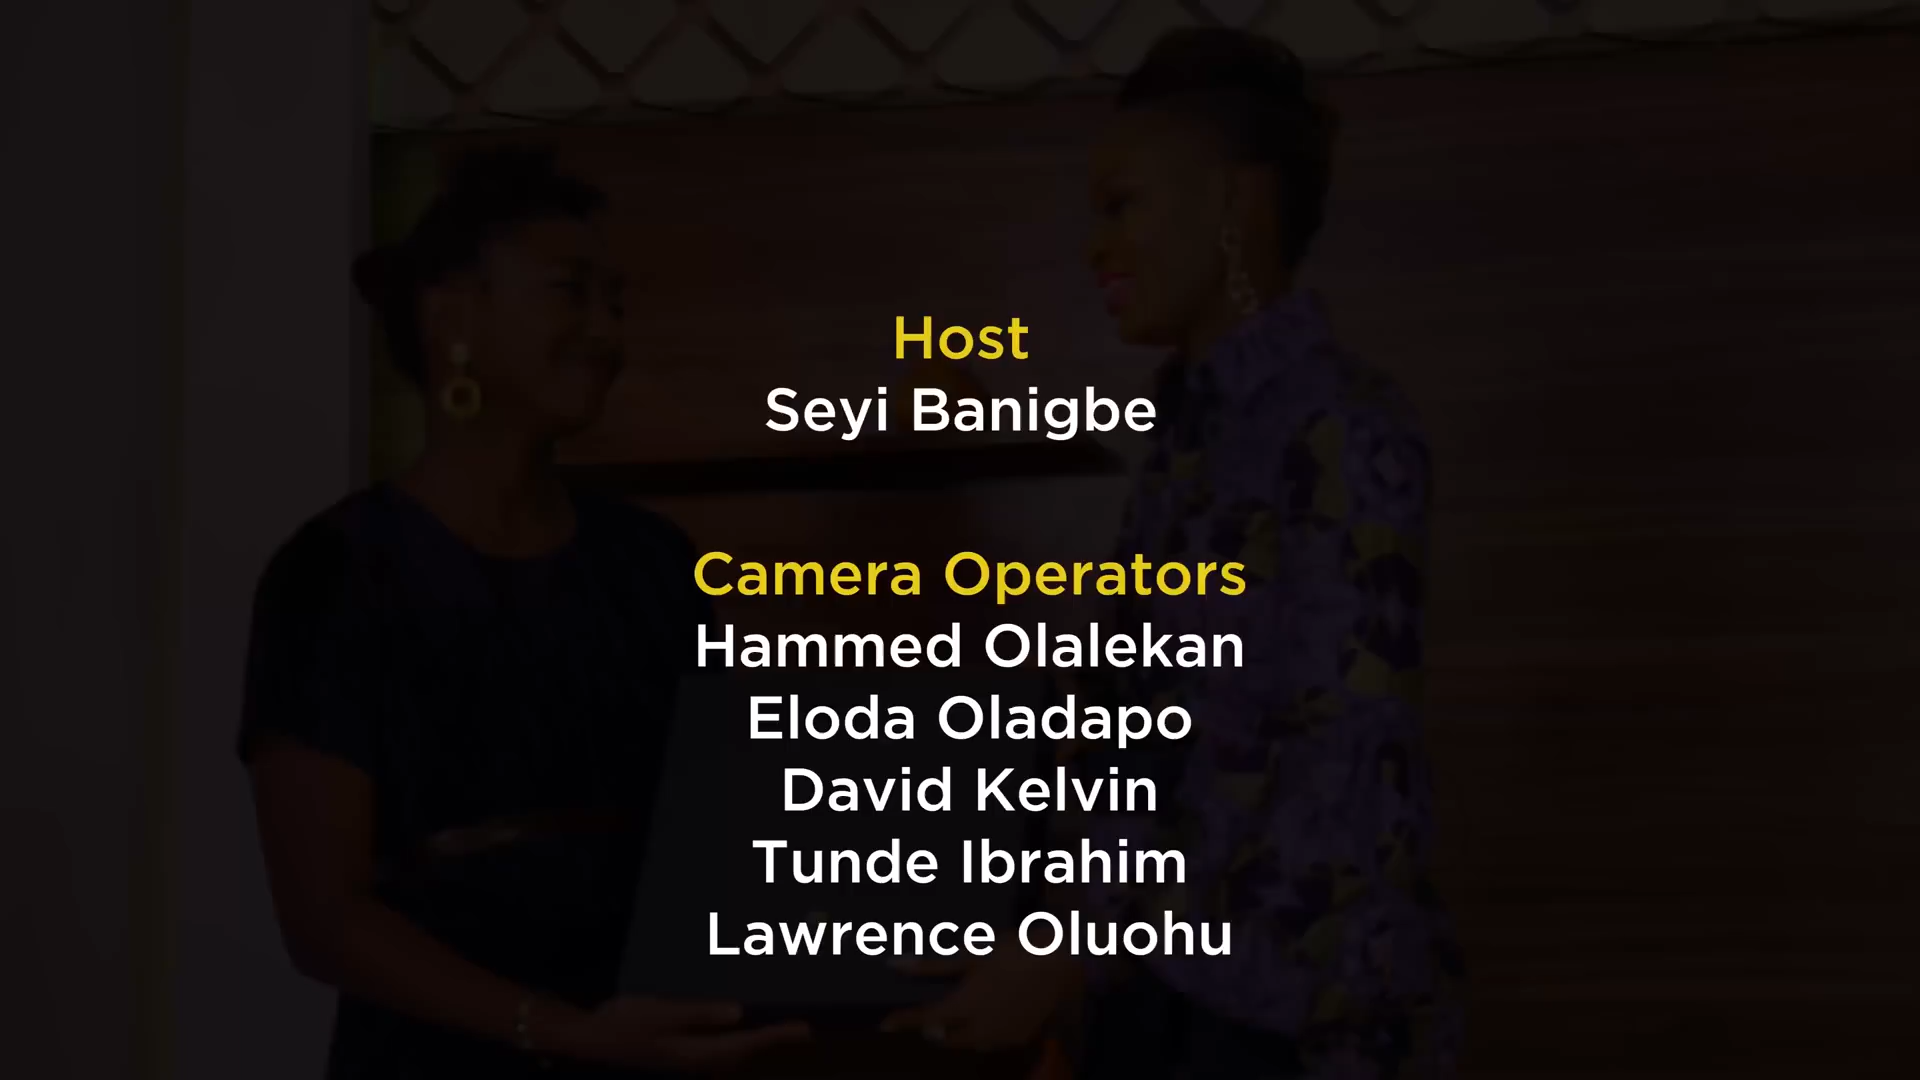 Host
Seyi Banigbe
Camera Operators
Hammed Olalekan
Eloda Oladapo
David Kelvin
Tunde Ibrahim
Lawrence Oluohu